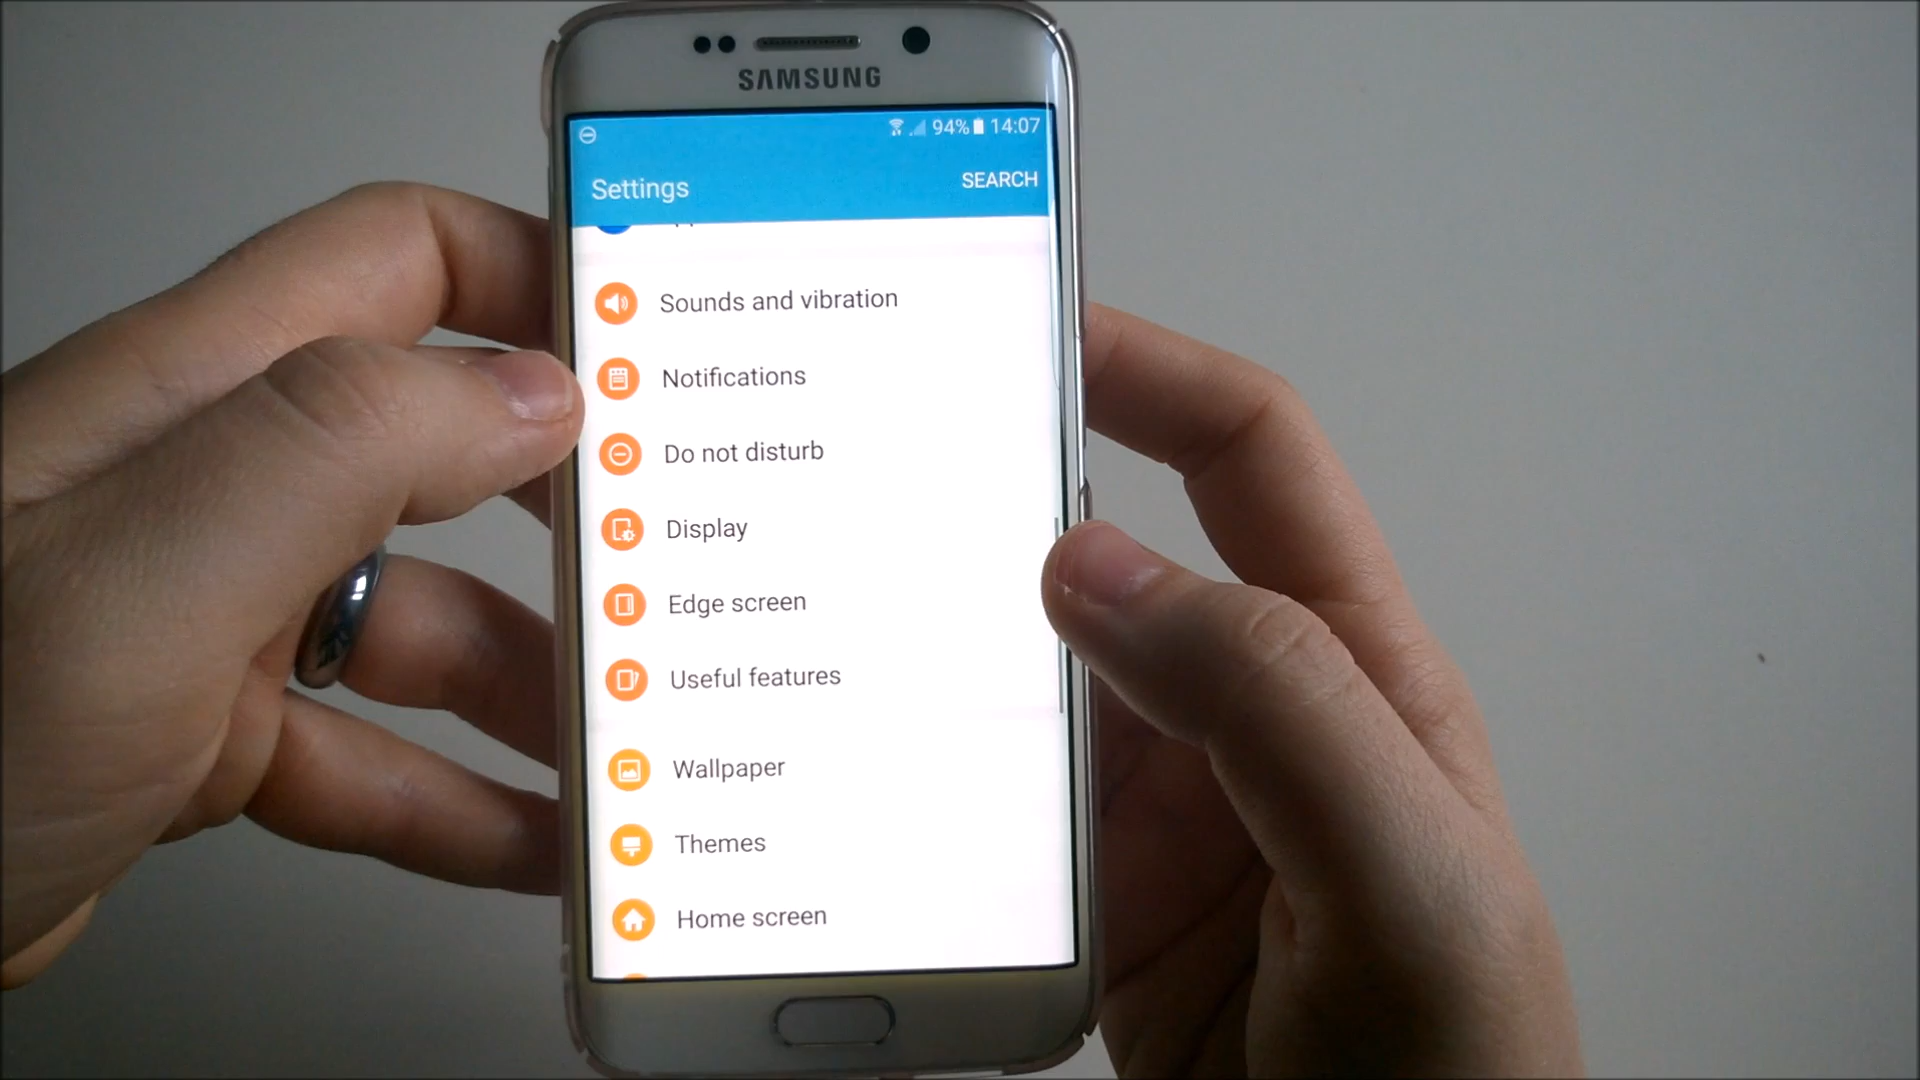 SAMSUNG
94% 14:07
Settings
SEARCH
Sounds and vibration
Notifications
Do not disturb
Display
Edge screen
Useful features
Wallpaper
Themes
Home screen